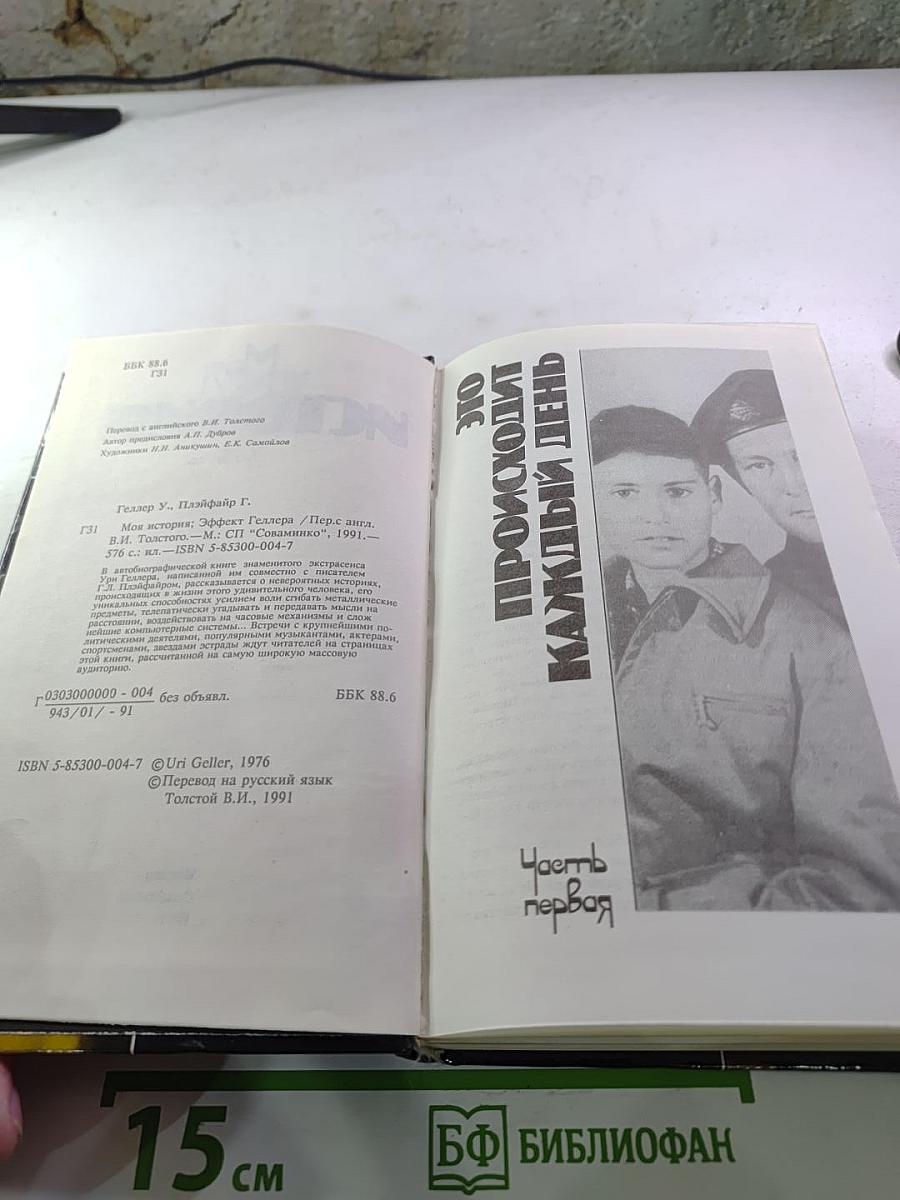 ББК 88.6
Г31
Перевод с английского В.И. Толстого
Автор предисловия А.П. Дубров
Художники И.Н. Аникушин, Е.К. Самойлов
Геллер У., Плэйфайр Г.
Г31 Моя история; Эффект Геллера /Пер.с англ.
В.И. Толстого.—М.: СП "Соваминко", 1991.—
576 с.: ил.—ISBN 5-85300-004-7
В автобиографической книге знаменитого экстрасенса
Ури Геллера, написанной им совместно с писателем
Г.Л. Плэйфайром, рассказывается о невероятных историях,
происходящих в жизни этого удивительного человека, его
уникальных способностях усилием воли сгибать металлические
предметы, телепатически угадывать и передавать мысли на
расстоянии, воздействовать на часовые механизмы и слож
нейшие компьютерные системы... Встречи с крупнейшими по-
литическими деятелями, популярными музыкантами, актерами,
спортсменами, звездами эстрады ждут читателей на страницах
этой книги, рассчитанной на самую широкую массовую
аудиторию.
Г 0303000000 - 004 без объявл. ББК 88.6
943/01/ - 91
ISBN 5-85300-004-7 ©Uri Geller, 1976
©Перевод на русский язык
Толстой В.И., 1991
ЭТО
ПРОИСХОДИТ
КАЖДЫЙ ДЕНЬ
Часть
первая
15 см
БФ БИБЛИОФАН